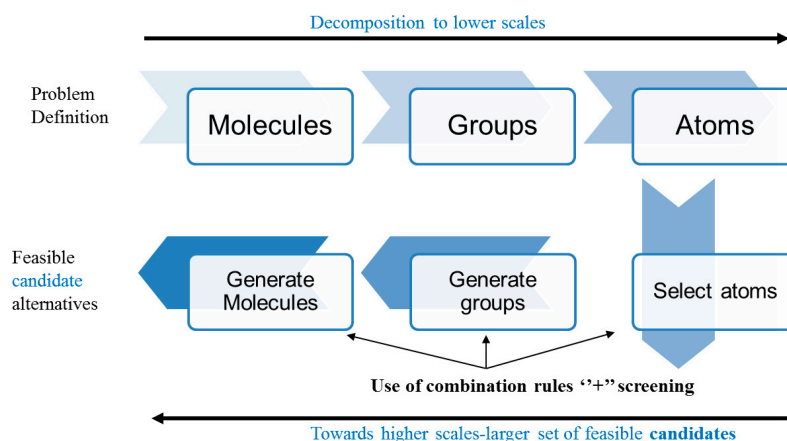 Decomposition to lower scales
Problem
Definition
Molecules
Groups
Atoms
Feasible
candidate
alternatives
Generate
Molecules
Generate
groups
Select atoms
Use of combination rules ‘‘+’’ screening
Towards higher scales-larger set of feasible candidates